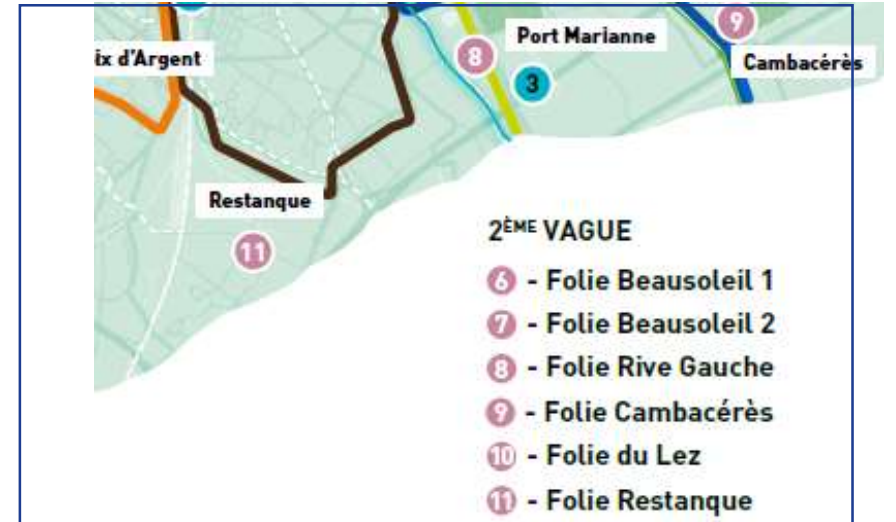 9
Port Marianne
8
ix d'Argent
Cambacérès
3
Restanque
11
2ÈME VAGUE
6 - Folie Beausoleil 1
7 - Folie Beausoleil 2
8 - Folie Rive Gauche
9 - Folie Cambacérès
10 - Folie du Lez
11 - Folie Restanque